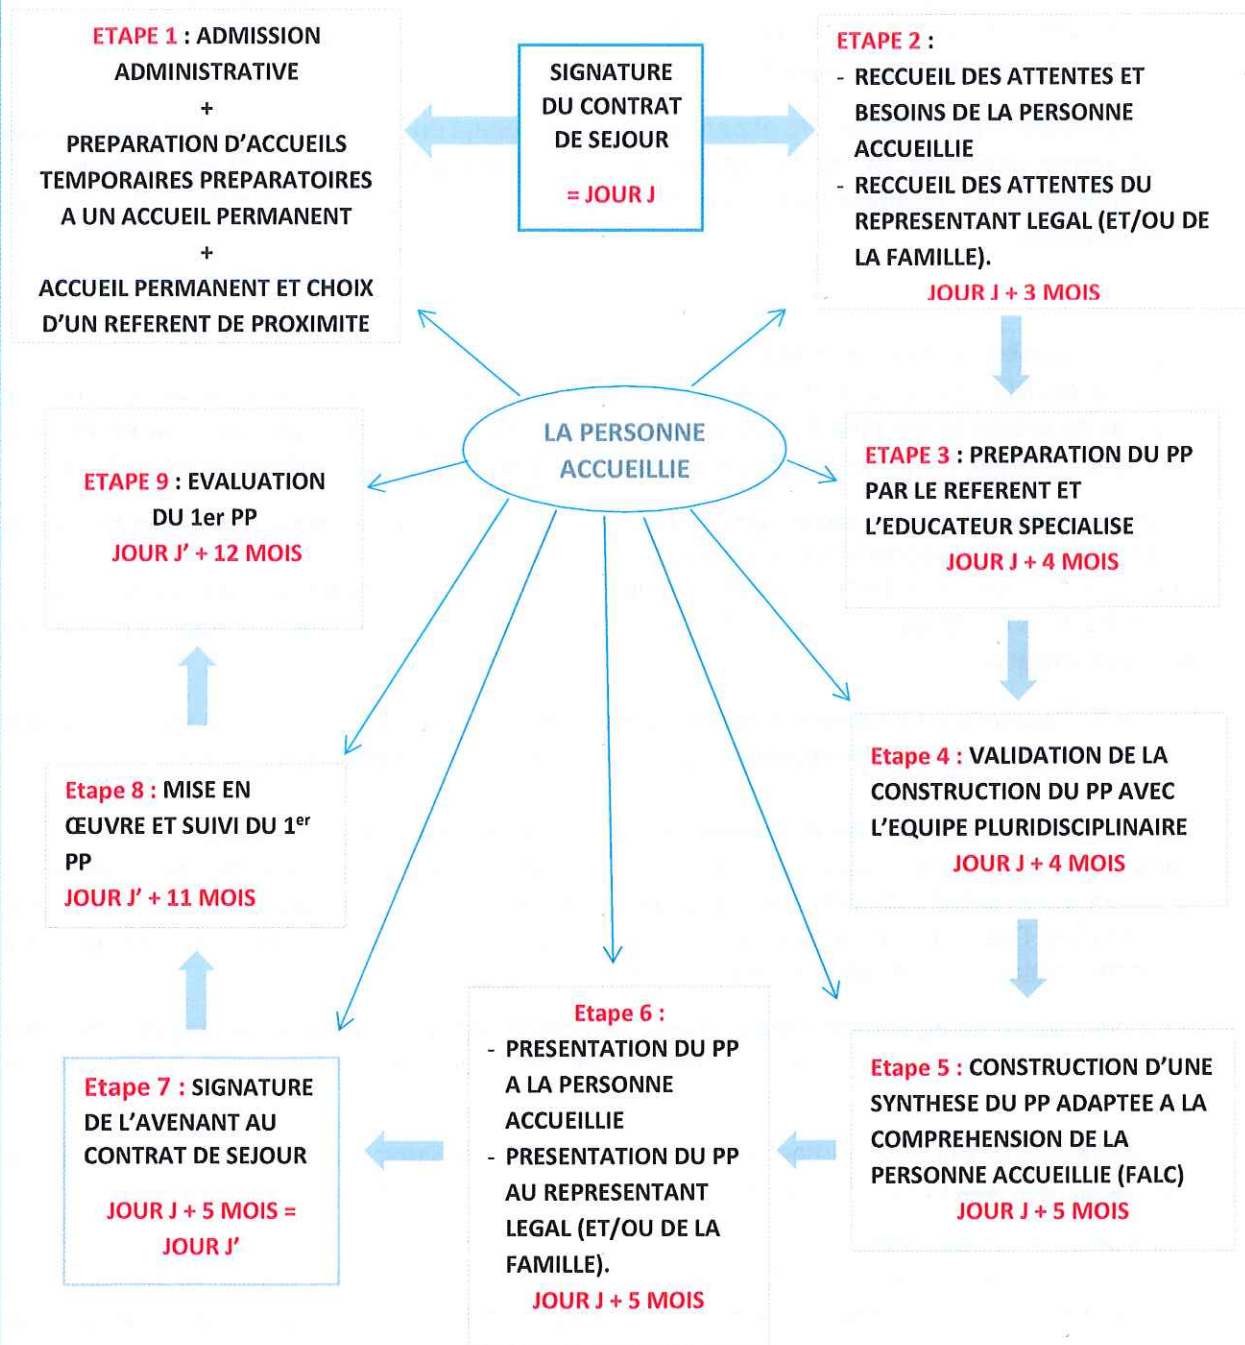 ETAPE 1 : ADMISSION
ADMINISTRATIVE
+
PREPARATION D'ACCUEILS
TEMPORAIRES PREPARATOIRES
A UN ACCUEIL PERMANENT
+
ACCUEIL PERMANENT ET CHOIX
D'UN REFERENT DE PROXIMITE
SIGNATURE
DU CONTRAT
DE SEJOUR
= JOUR J
ETAPE 2 :
- RECCUEIL DES ATTENTES ET
BESOINS DE LA PERSONNE
ACCUEILLIE
- RECCUEIL DES ATTENTES DU
REPRESENTANT LEGAL (ET/OU DE
LA FAMILLE).
JOUR J + 3 MOIS
LA PERSONNE
ACCUEILLIE
ETAPE 3 : PREPARATION DU PP
PAR LE REFERENT ET
L'EDUCATEUR SPECIALISE
JOUR J + 4 MOIS
Etape 4 : VALIDATION DE LA
CONSTRUCTION DU PP AVEC
L'EQUIPE PLURIDISCIPLINAIRE
JOUR J + 4 MOIS
Etape 5 : CONSTRUCTION D'UNE
SYNTHESE DU PP ADAPTEE A LA
COMPREHENSION DE LA
PERSONNE ACCUEILLIE (FALC)
JOUR J + 5 MOIS
Etape 6 :
- PRESENTATION DU PP
A LA PERSONNE
ACCUEILLIE
- PRESENTATION DU PP
AU REPRESENTANT
LEGAL (ET/OU DE LA
FAMILLE).
JOUR J + 5 MOIS
Etape 7 : SIGNATURE
DE L'AVENANT AU
CONTRAT DE SEJOUR
JOUR J + 5 MOIS =
JOUR J'
Etape 8 : MISE EN
ŒUVRE ET SUIVI DU 1er
PP
JOUR J' + 11 MOIS
ETAPE 9 : EVALUATION
DU 1er PP
JOUR J' + 12 MOIS